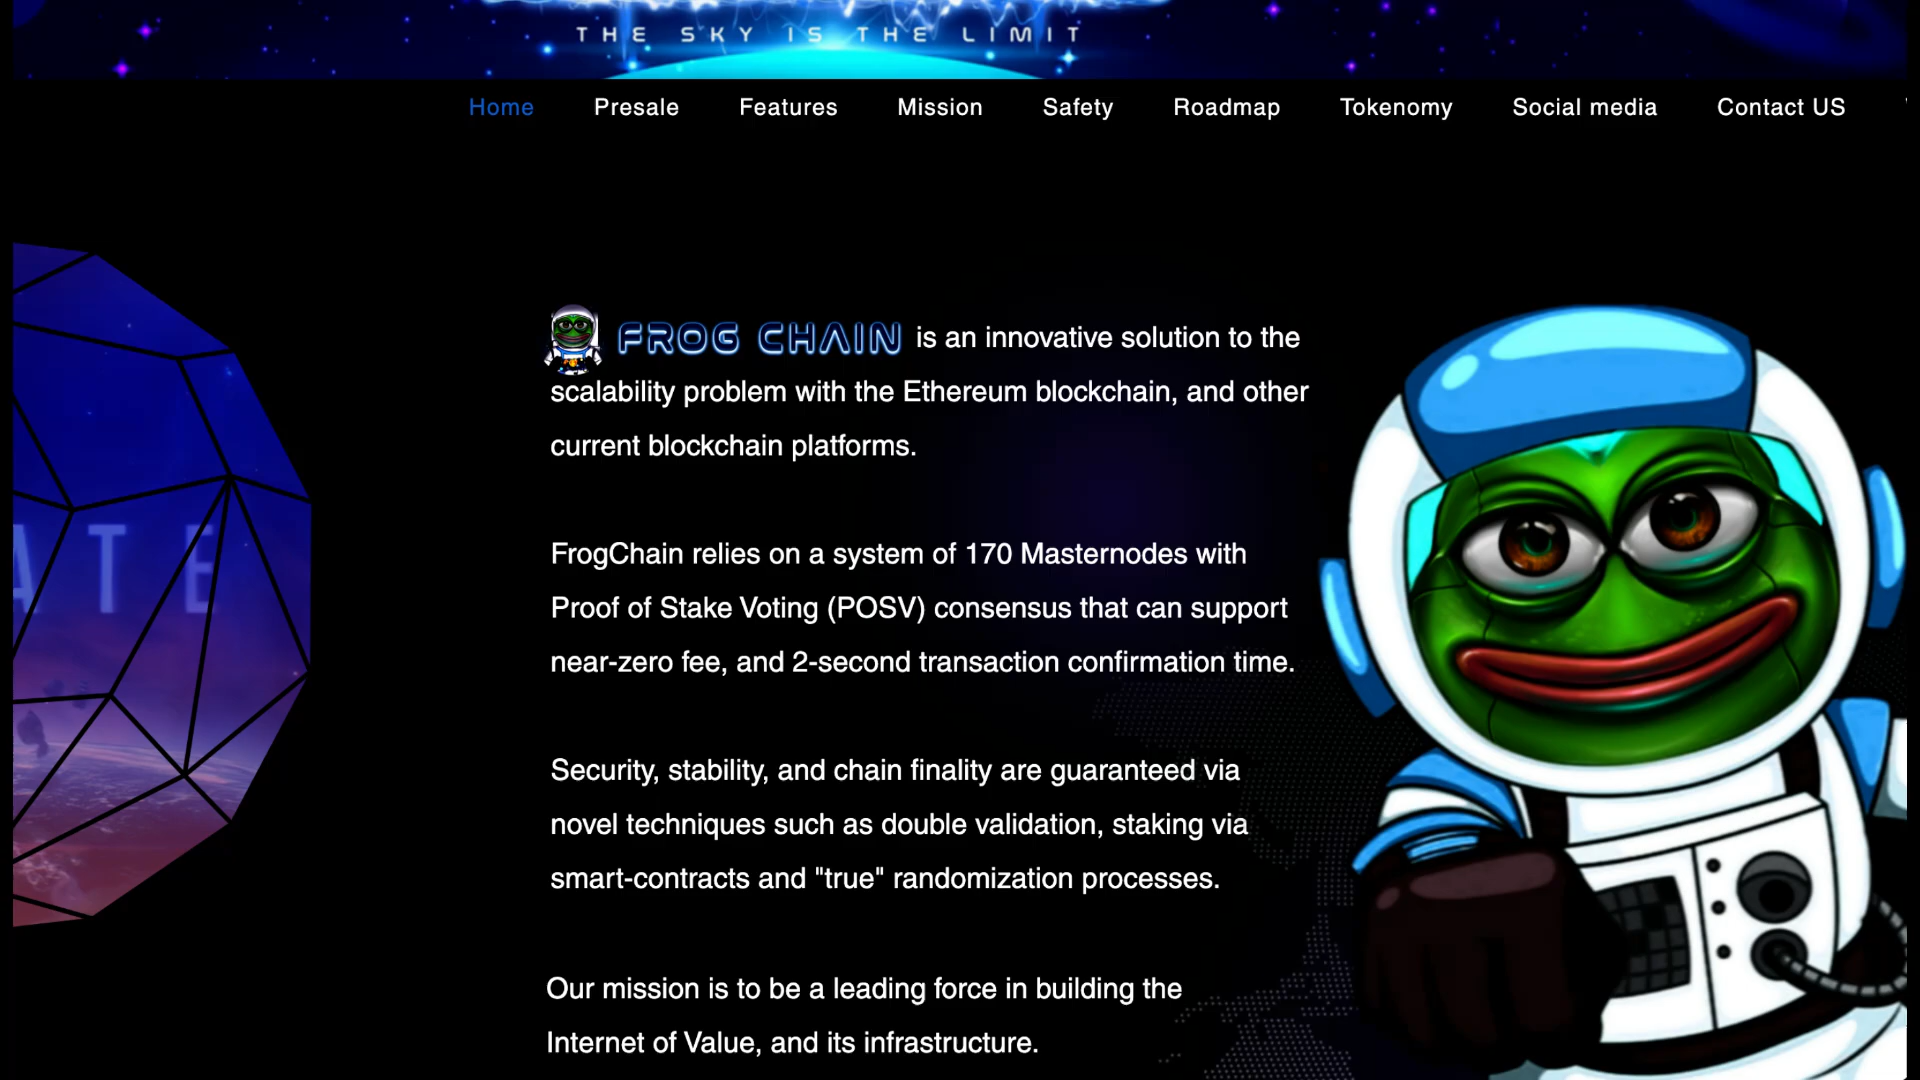 THE SKY IS THE LIMIT
Home Presale Features Mission Safety Roadmap Tokenomy Social media Contact US
FROG CHAIN is an innovative solution to the
scalability problem with the Ethereum blockchain, and other
current blockchain platforms.
ATE
FrogChain relies on a system of 170 Masternodes with
Proof of Stake Voting (POSV) consensus that can support
near-zero fee, and 2-second transaction confirmation time.
Security, stability, and chain finality are guaranteed via
novel techniques such as double validation, staking via
smart-contracts and "true" randomization processes.
Our mission is to be a leading force in building the
Internet of Value, and its infrastructure.